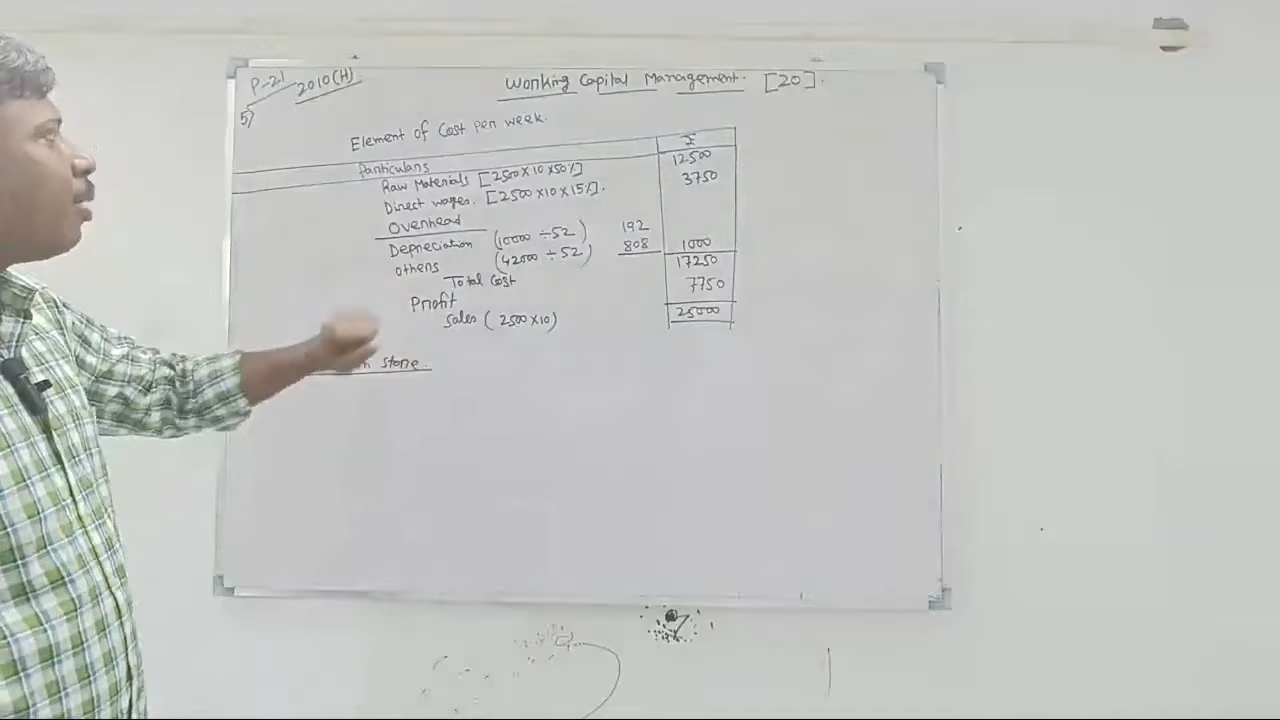 P-21 2010(H)
Working Capital Management. [20].
5)
Element of Cost per week.
Particulars ₹
Raw Materials [2500×10×50%] 12500
Direct wages. [2500×10×15%]. 3750
Overhead
Depreciation (10000÷52) 192
others (42000÷52) 808 1000
Total Cost 17250
Profit 7750
Sales (2500×10) 25000
store.